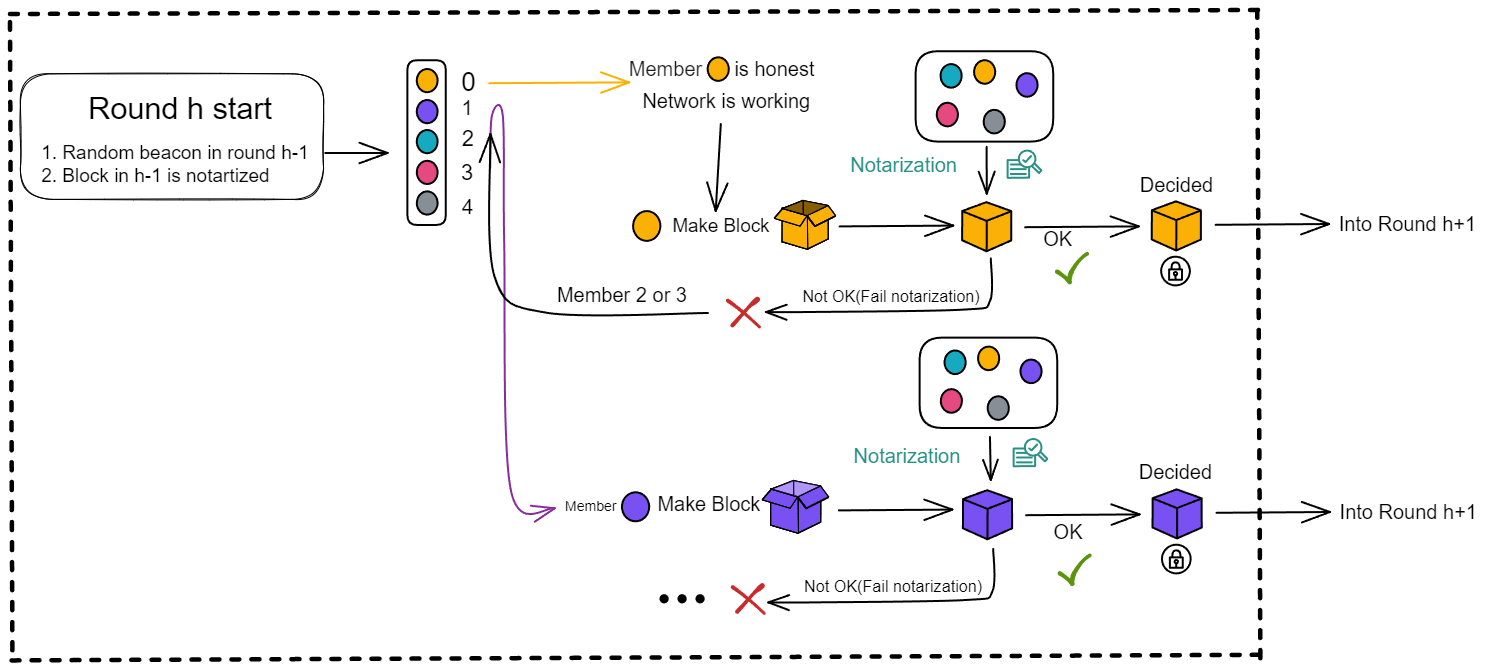 Round h start
1. Random beacon in round h-1
2. Block in h-1 is notartized
0
1
2
3
4
Member is honest
Network is working
Notarization
Make Block
Decided
OK
Into Round h+1
Not OK(Fail notarization)
Member 2 or 3
Notarization
Member
Make Block
Decided
OK
Into Round h+1
Not OK(Fail notarization)